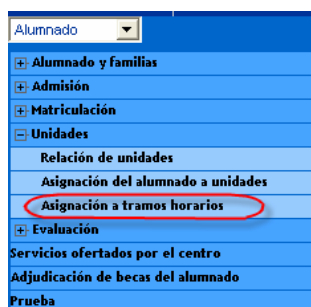 Alumnado
Alumnado y familias
Admisión
Matriculación
Unidades
Relación de unidades
Asignación del alumnado a unidades
Asignación a tramos horarios
Evaluación
Servicios ofertados por el centro
Adjudicación de becas del alumnado
Prueba